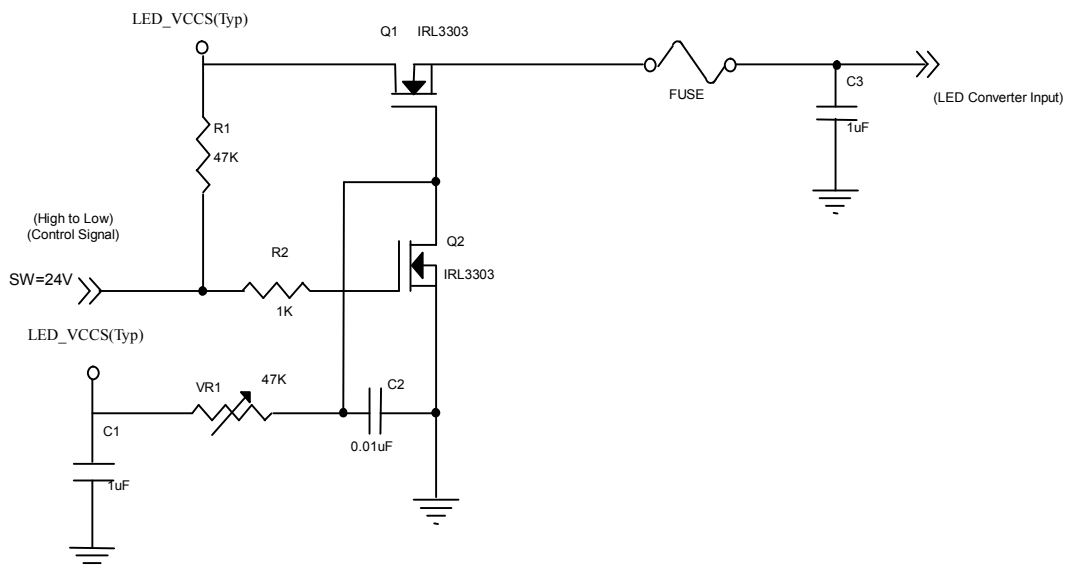 LED_VCCS(Typ)
Q1 IRL3303
FUSE
C3
(LED Converter Input)
1uF
R1
47K
(High to Low)
(Control Signal)
R2
Q2
SW=24V
IRL3303
1K
LED_VCCS(Typ)
VR1
47K
C2
C1
0.01uF
1uF